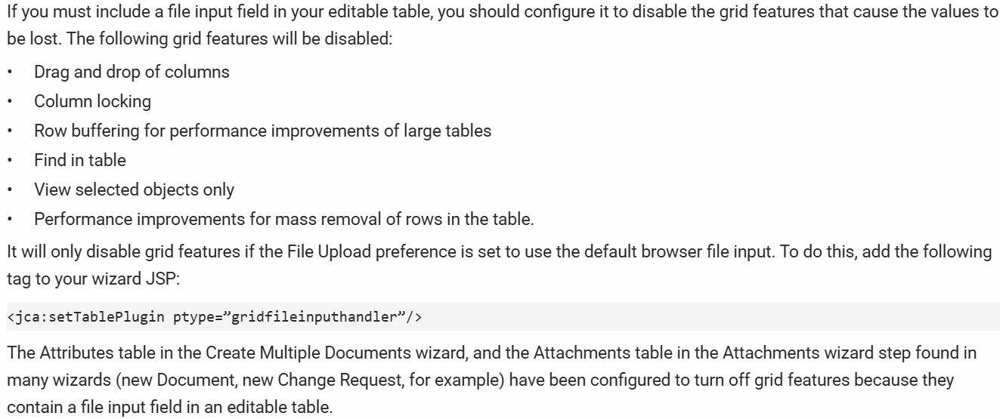 If you must include a file input field in your editable table, you should configure it to disable the grid features that cause the values to
be lost. The following grid features will be disabled:
• Drag and drop of columns
• Column locking
• Row buffering for performance improvements of large tables
• Find in table
• View selected objects only
• Performance improvements for mass removal of rows in the table.
It will only disable grid features if the File Upload preference is set to use the default browser file input. To do this, add the following
tag to your wizard JSP:
<jca:setTablePlugin ptype=”gridfileinputhandler”/>
The Attributes table in the Create Multiple Documents wizard, and the Attachments table in the Attachments wizard step found in
many wizards (new Document, new Change Request, for example) have been configured to turn off grid features because they
contain a file input field in an editable table.